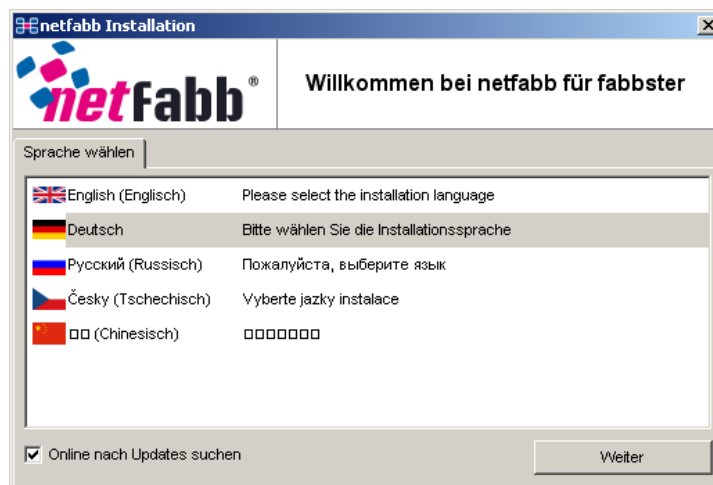 netfabb Installation
netfabb®
Willkommen bei netfabb für fabbster
Sprache wählen
English (Englisch) Please select the installation language
Deutsch Bitte wählen Sie die Installationssprache
Русский (Russisch) Пожалуйста, выберите язык
Česky (Tschechisch) Vyberte jazky instalace
□□ (Chinesisch) □□□□□□□
Online nach Updates suchen
Weiter